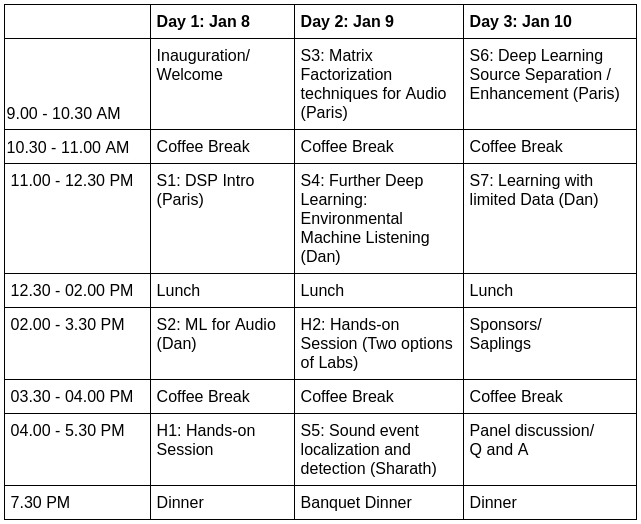 Day 1: Jan 8 Day 2: Jan 9 Day 3: Jan 10
9.00 - 10.30 AM
Inauguration/
Welcome
S3: Matrix
Factorization
techniques for Audio
(Paris)
S6: Deep Learning
Source Separation /
Enhancement (Paris)
10.30 - 11.00 AM Coffee Break Coffee Break Coffee Break
11.00 - 12.30 PM
S1: DSP Intro
(Paris)
S4: Further Deep
Learning:
Environmental
Machine Listening
(Dan)
S7: Learning with
limited Data (Dan)
12.30 - 02.00 PM Lunch Lunch Lunch
02.00 - 3.30 PM
S2: ML for Audio
(Dan)
H2: Hands-on
Session (Two options
of Labs)
Sponsors/
Saplings
03.30 - 04.00 PM Coffee Break Coffee Break Coffee Break
04.00 - 5.30 PM
H1: Hands-on
Session
S5: Sound event
localization and
detection (Sharath)
Panel discussion/
Q and A
7.30 PM Dinner Banquet Dinner Dinner